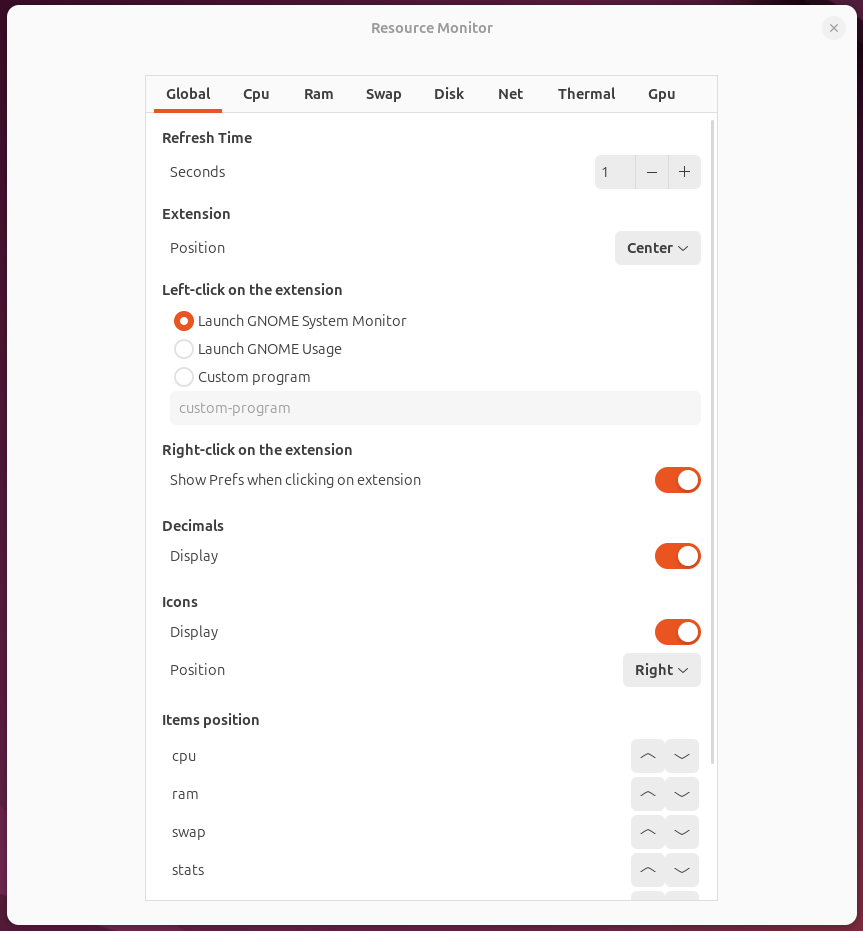 Resource Monitor
Global Cpu Ram Swap Disk Net Thermal Gpu
Refresh Time
Seconds 1
Extension
Position Center
Left-click on the extension
Launch GNOME System Monitor
Launch GNOME Usage
Custom program
custom-program
Right-click on the extension
Show Prefs when clicking on extension
Decimals
Display
Icons
Display
Position Right
Items position
cpu
ram
swap
stats